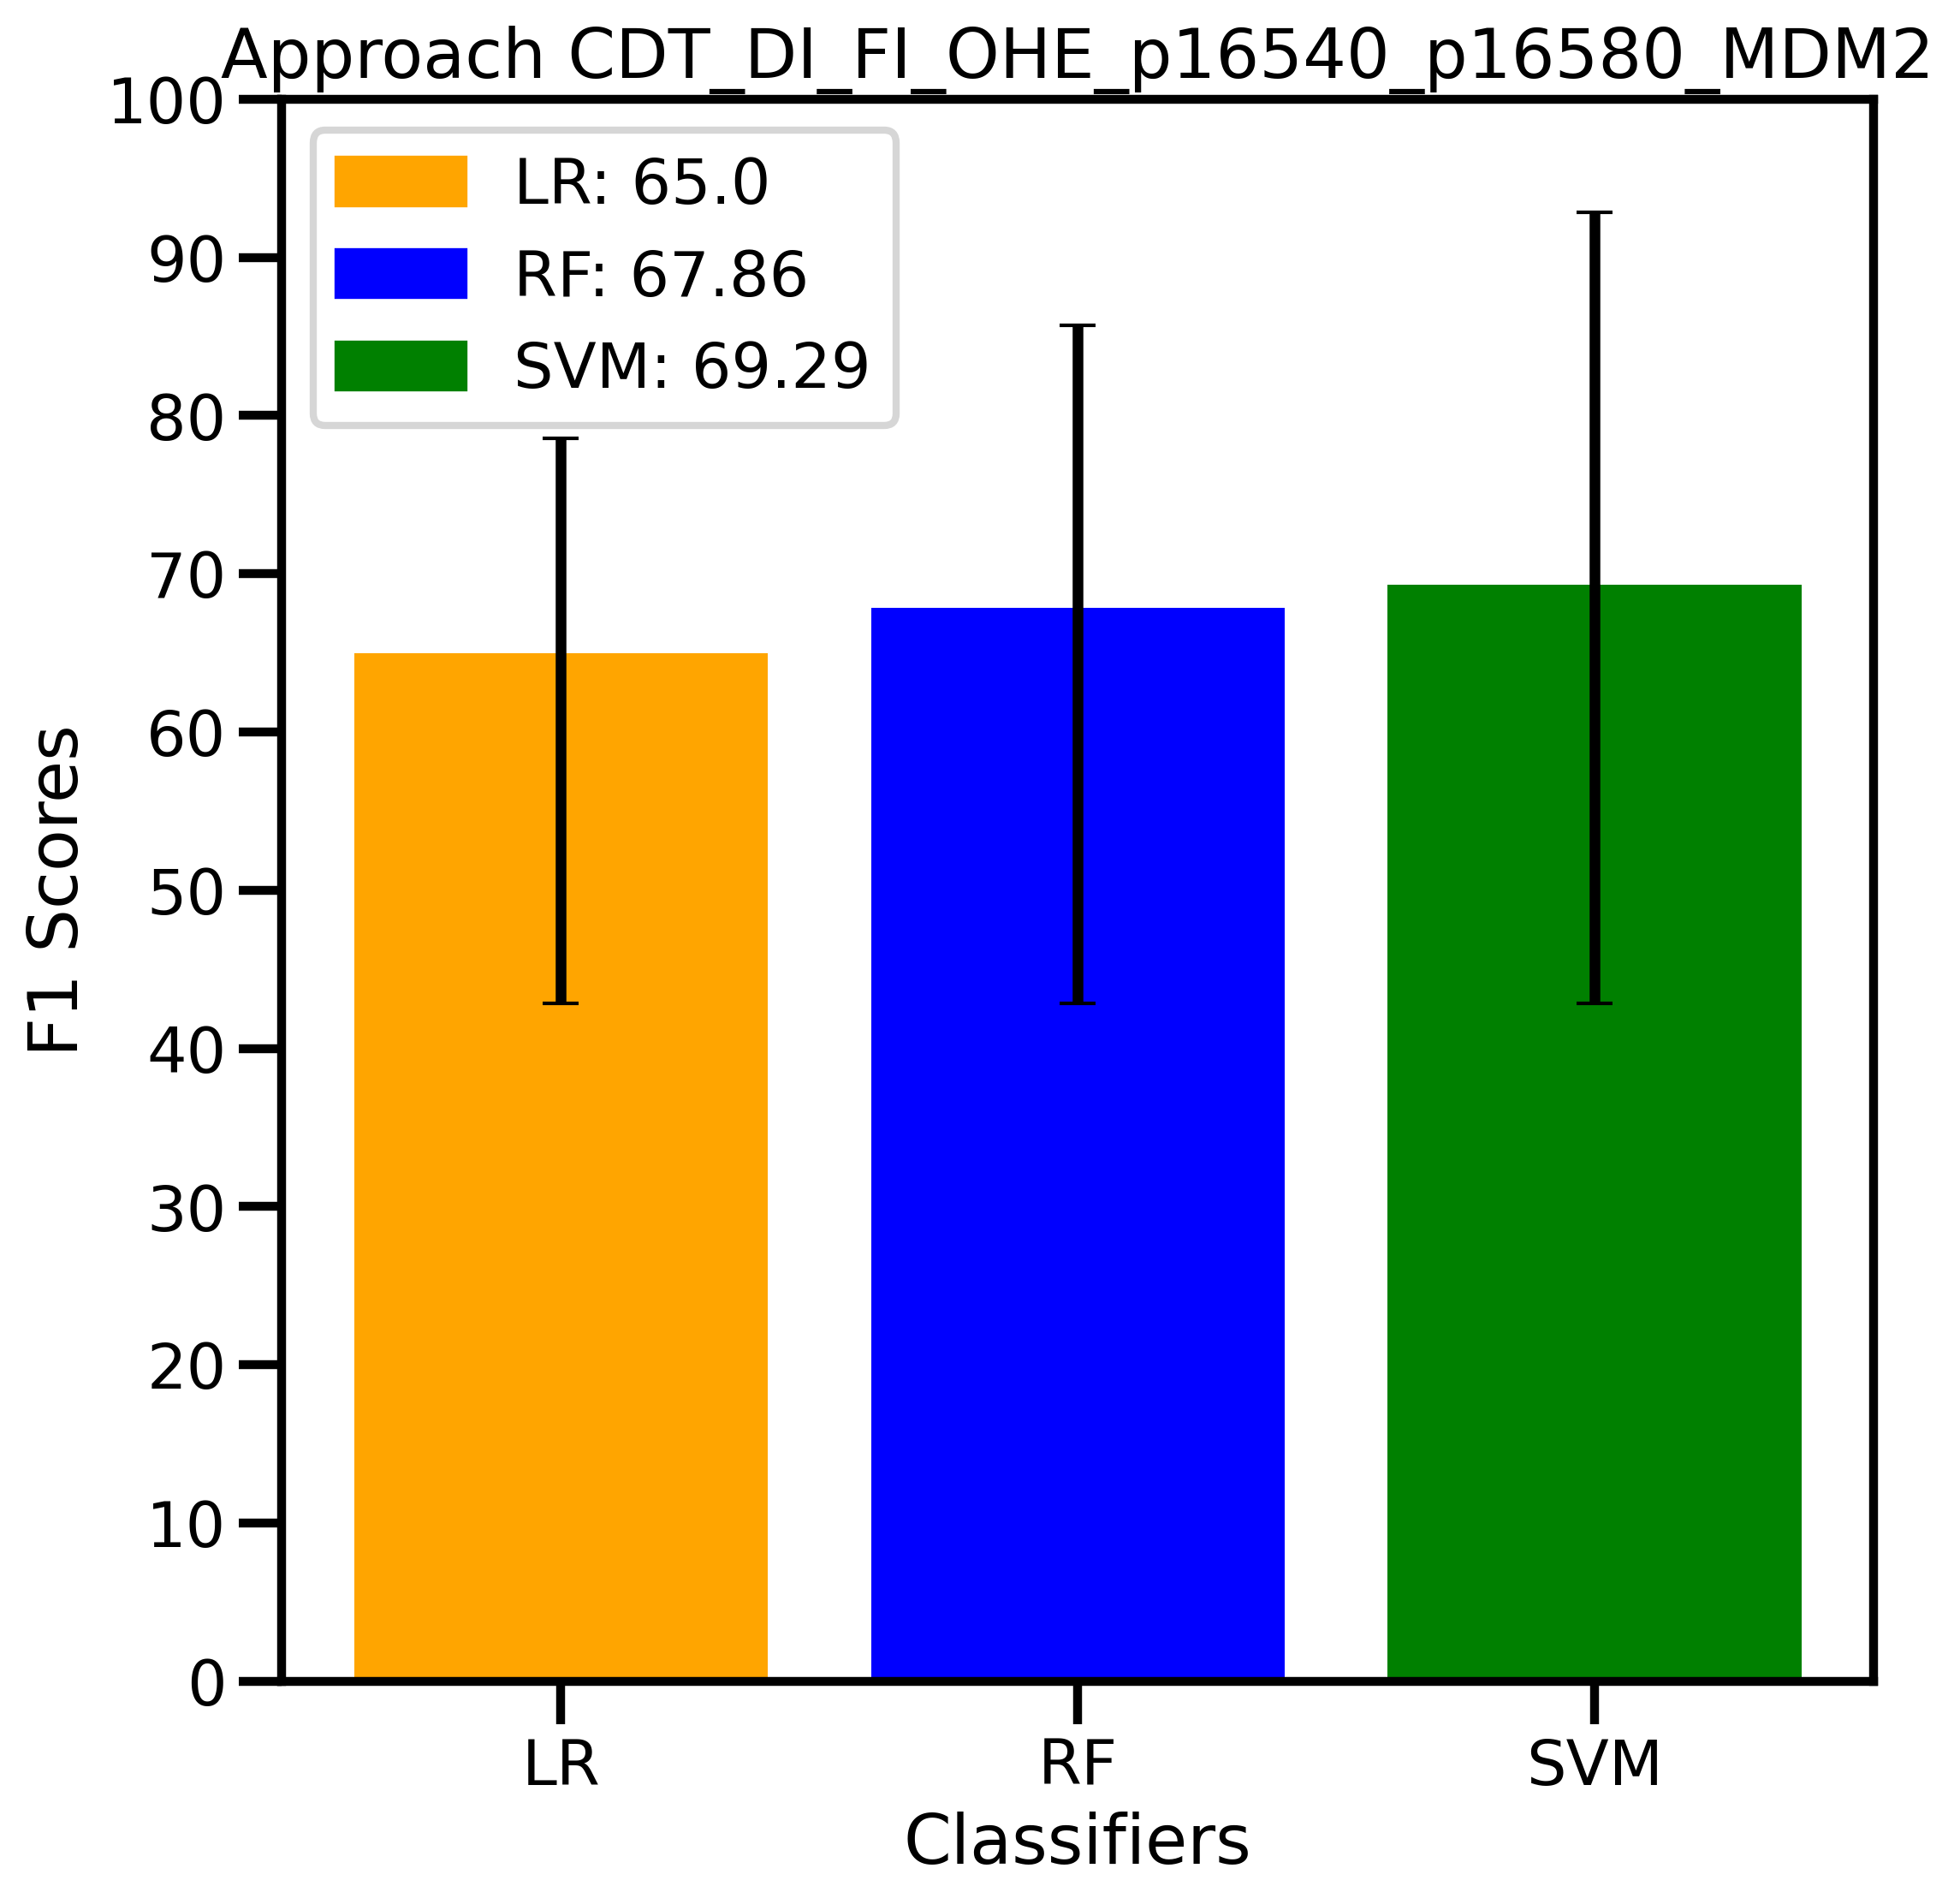 Approach CDT_DI_FI_OHE_p16540_p16580_MDM2
100
90
80
70
60
50
40
30
20
10
0
F1 Scores
LR: 65.0
RF: 67.86
SVM: 69.29
LR
RF
SVM
Classifiers